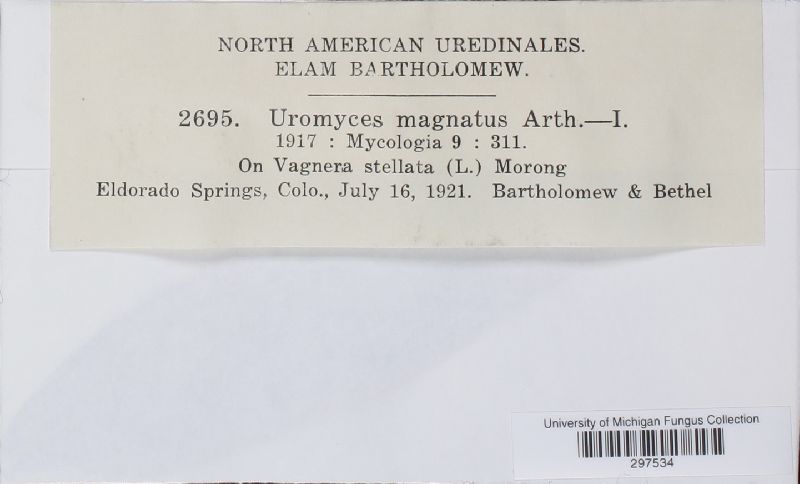 NORTH AMERICAN UREDINALES.
ELAM BARTHOLOMEW.
2695. Uromyces magnatus Arth.—I.
1917 : Mycologia 9 : 311.
On Vagnera stellata (L.) Morong
Eldorado Springs, Colo., July 16, 1921. Bartholomew & Bethel
University of Michigan Fungus Collection
297534